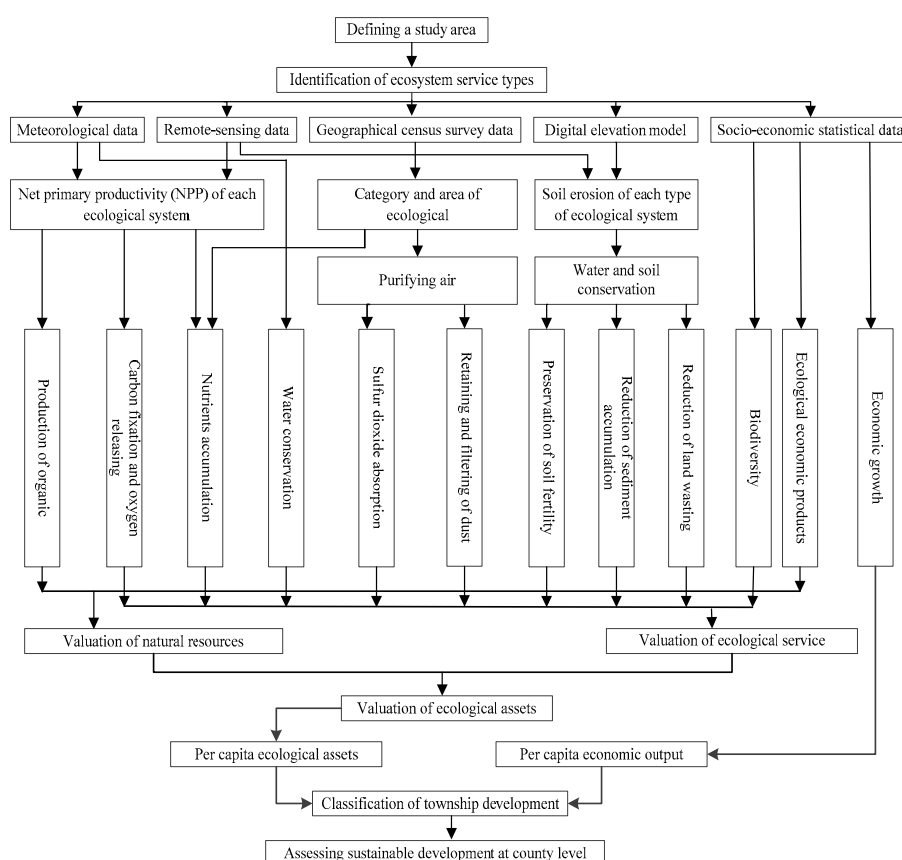 Defining a study area
Identification of ecosystem service types
Meteorological data
Remote-sensing data
Geographical census survey data
Digital elevation model
Socio-economic statistical data
Net primary productivity (NPP) of each
ecological system
Category and area of
ecological
Soil erosion of each type
of ecological system
Purifying air
Water and soil
conservation
Production of organic
Carbon fixation and oxygen
releasing
Nutrients accumulation
Water conservation
Sulfur dioxide absorption
Retaining and filtering of dust
Preservation of soil fertility
Reduction of sediment
accumulation
Reduction of land wasting
Biodiversity
Ecological economic products
Economic growth
Valuation of natural resources
Valuation of ecological service
Valuation of ecological assets
Per capita ecological assets
Per capita economic output
Classification of township development
Assessing sustainable development at county level